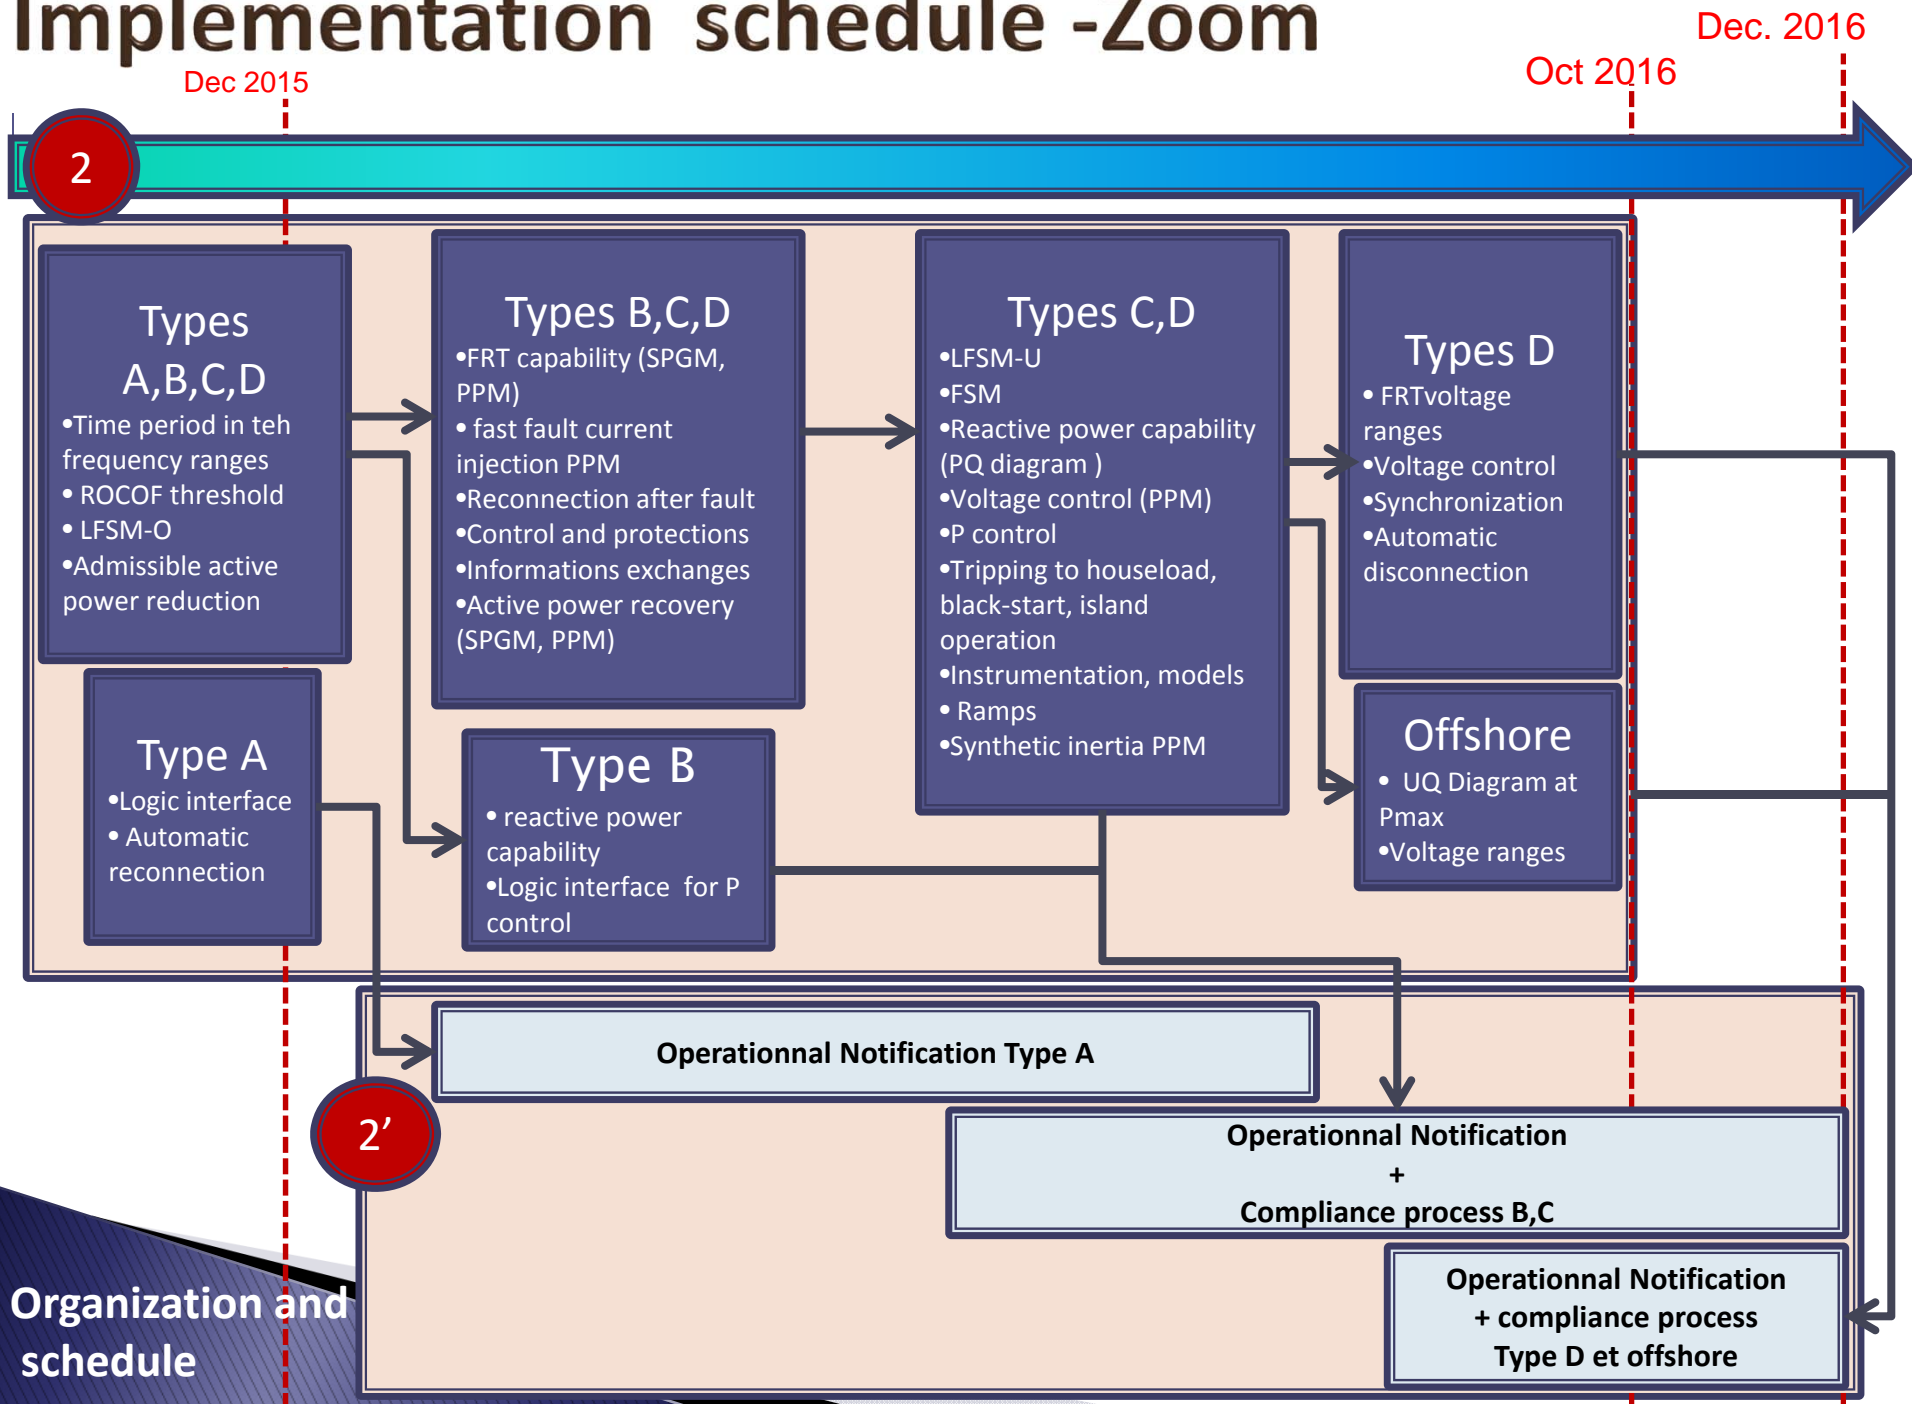 Implementation schedule -Zoom
Dec. 2016
Oct 2016
Dec 2015
2
Types
A,B,C,D
•Time period in teh
frequency ranges
• ROCOF threshold
• LFSM-O
•Admissible active
power reduction
Type A
•Logic interface
• Automatic
reconnection
Types B,C,D
•FRT capability (SPGM,
PPM)
• fast fault current
injection PPM
•Reconnection after fault
•Control and protections
•Informations exchanges
•Active power recovery
(SPGM, PPM)
Type B
• reactive power
capability
•Logic interface for P
control
Types C,D
•LFSM-U
•FSM
•Reactive power capability
(PQ diagram )
•Voltage control (PPM)
•P control
•Tripping to houseload,
black-start, island
operation
•Instrumentation, models
• Ramps
•Synthetic inertia PPM
Types D
• FRTvoltage
ranges
•Voltage control
•Synchronization
•Automatic
disconnection
Offshore
• UQ Diagram at
Pmax
•Voltage ranges
2’
Operationnal Notification Type A
Operationnal Notification
+
Compliance process B,C
Operationnal Notification
+ compliance process
Type D et offshore
Organization and
schedule